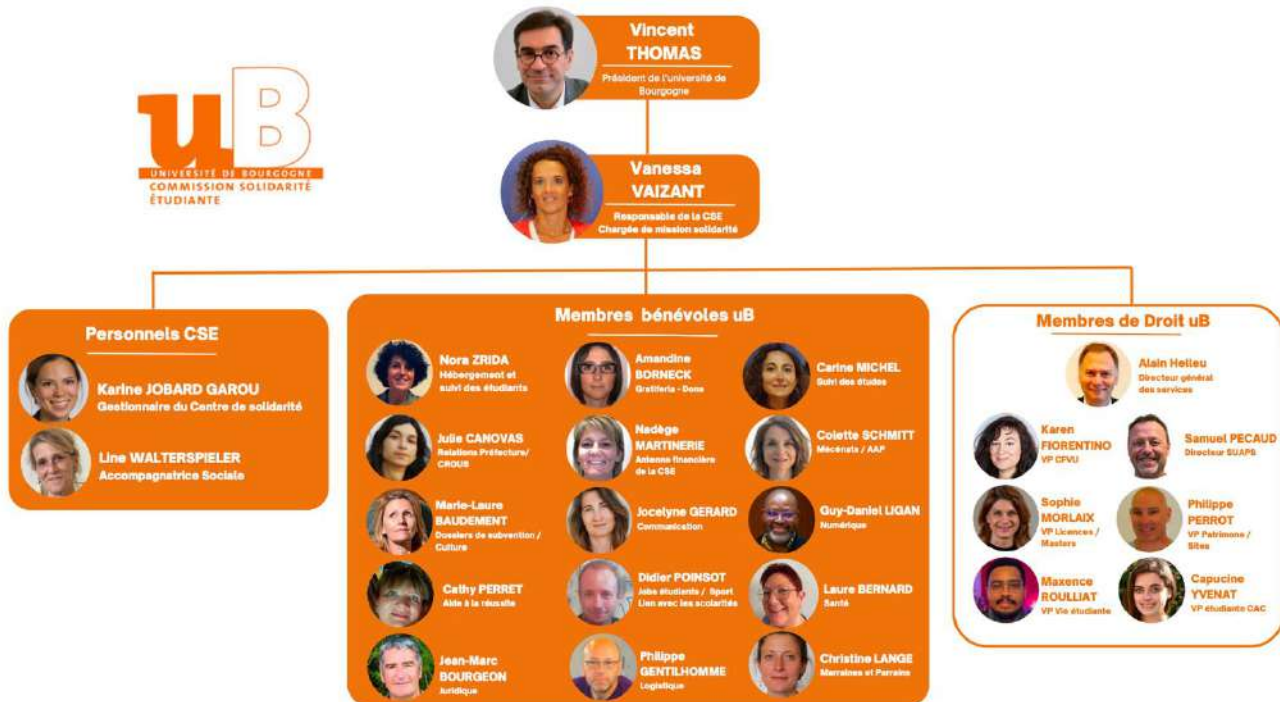 Vincent
THOMAS
Président de l'université de
Bourgogne
uB
UNIVERSITÉ DE BOURGOGNE
COMMISSION SOLIDARITÉ
ÉTUDIANTE
Vanessa
VAIZANT
Responsable de la CSE
Chargée de mission solidarité
Personnels CSE
Karine JOBARD GAROU
Gestionnaire du Centre de solidarité
Line WALTERSPIELER
Accompagnatrice Sociale
Membres bénévoles uB
Nora ZRIDA
Hébergement et
suivi des étudiants
Amandine
BORNECK
Gratiferia - Dons
Carine MICHEL
Suivi des études
Julie CANOVAS
Relations Préfecture/
CROUS
Nadège
MARTINERIE
Antenne financière
de la CSE
Colette SCHMITT
Mécénats / AAP
Marie-Laure
BAUDEMENT
Dossiers de subvention /
Culture
Jocelyne GERARD
Communication
Guy-Daniel LIGAN
Numérique
Cathy PERRET
Aide à la réussite
Didier POINSOT
Jobs étudiants / Sport
Lien avec les scolarités
Laure BERNARD
Santé
Jean-Marc
BOURGEON
Juridique
Philippe
GENTILHOMME
Logistique
Christine LANGE
Marraines et Parrains
Membres de Droit uB
Alain Helleu
Directeur général
des services
Karen
FIORENTINO
VP CFVU
Samuel PECAUD
Directeur SUAPS
Sophie
MORLAIX
VP Licences /
Masters
Philippe
PERROT
VP Patrimone /
Sites
Maxence
ROULLIAT
VP Vie étudiante
Capucine
YVENAT
VP étudiante CAC